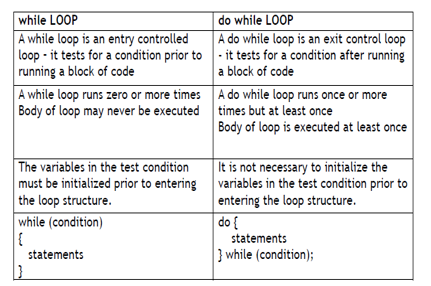 while LOOP
do while LOOP
A while loop is an entry controlled
loop - it tests for a condition prior to
running a block of code
A do while loop is an exit control loop
- it tests for a condition after running
a block of code
A while loop runs zero or more times
Body of loop may never be executed
A do while loop runs once or more
times but at least once
Body of loop is executed at least once
The variables in the test condition
must be initialized prior to entering
the loop structure.
It is not necessary to initialize the
variables in the test condition prior to
entering the loop structure.
while (condition)
{
statements
}
do {
statements
} while (condition);